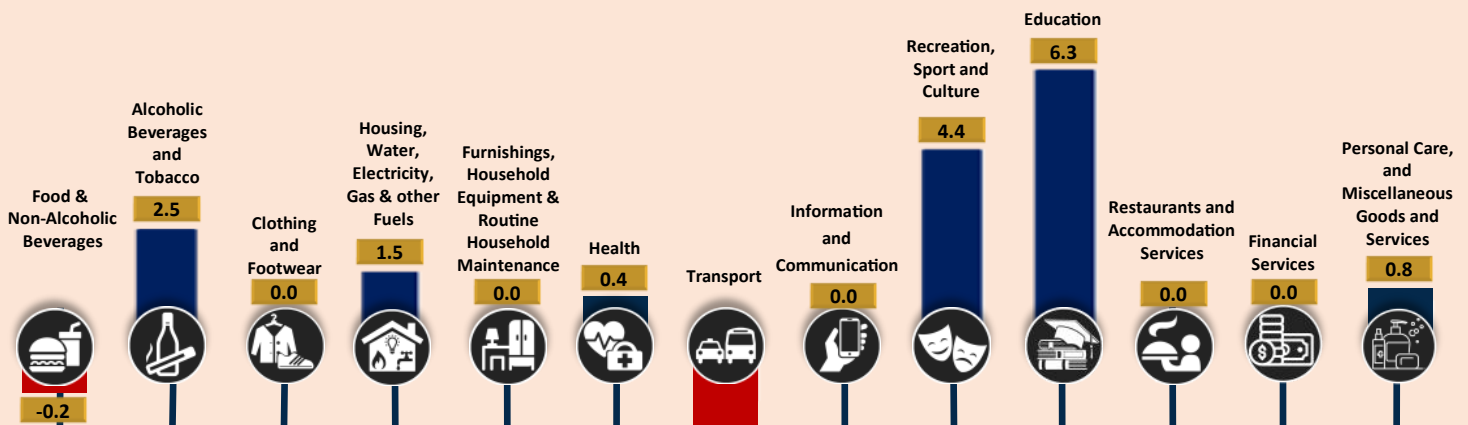 Food &
Non-Alcoholic
Beverages
-0.2
Alcoholic
Beverages
and
Tobacco
2.5
Clothing
and
Footwear
0.0
Housing,
Water,
Electricity,
Gas & other
Fuels
1.5
Furnishings,
Household
Equipment &
Routine
Household
Maintenance
0.0
Health
0.4
Transport
Information
and
Communication
0.0
Recreation,
Sport and
Culture
4.4
Education
6.3
Restaurants and
Accommodation
Services
0.0
Financial
Services
0.0
Personal Care,
and
Miscellaneous
Goods and
Services
0.8